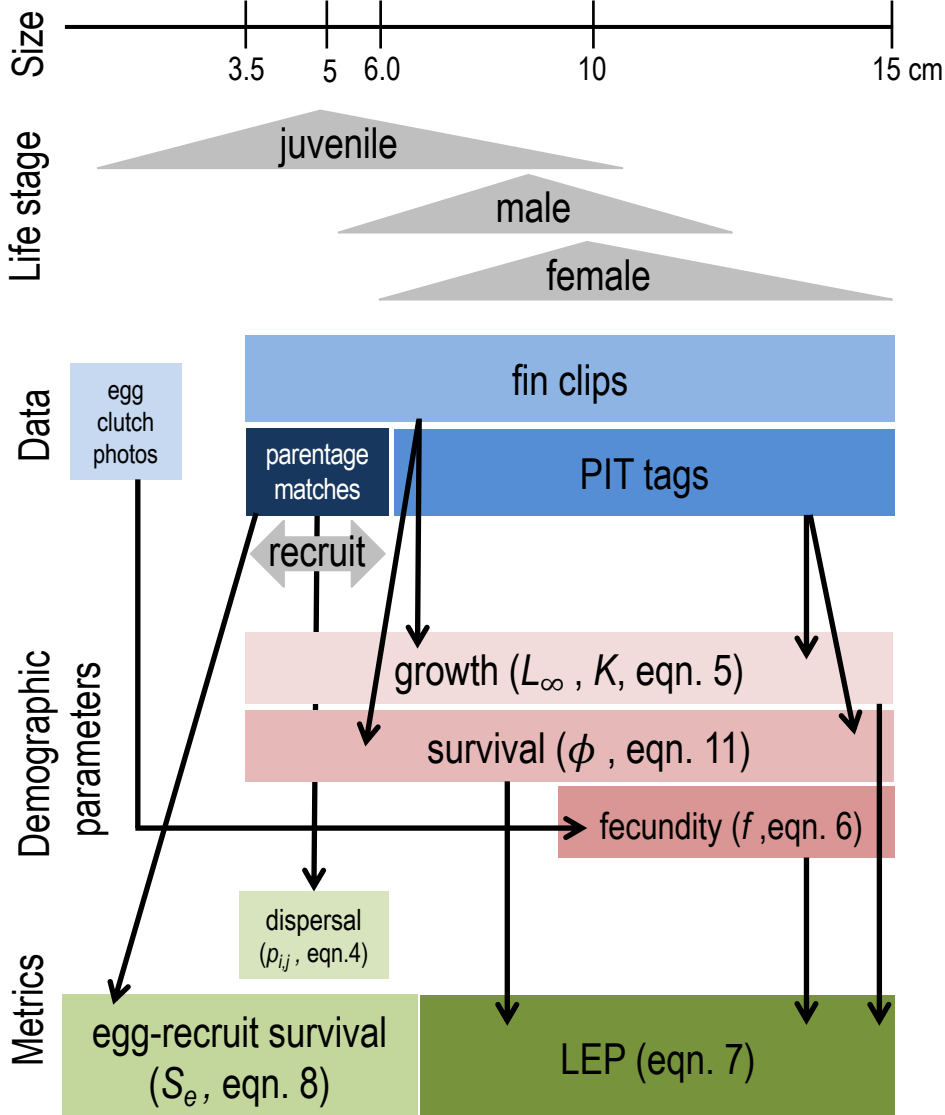 Size
3.5 5 6.0 10 15 cm
Life stage
juvenile
male
female
Data
egg
clutch
photos
fin clips
parentage
matches
PIT tags
recruit
Demographic
parameters
growth (L∞ , K, eqn. 5)
survival (ϕ , eqn. 11)
fecundity (f ,eqn. 6)
dispersal
(pi,j , eqn.4)
Metrics
egg-recruit survival
(Se , eqn. 8)
LEP (eqn. 7)